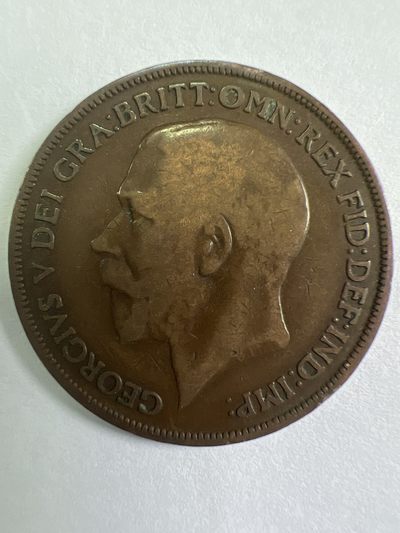 GEORGIVS V DEI GRA:BRITT:OMN:REX FID:DEF:IND:IMP: